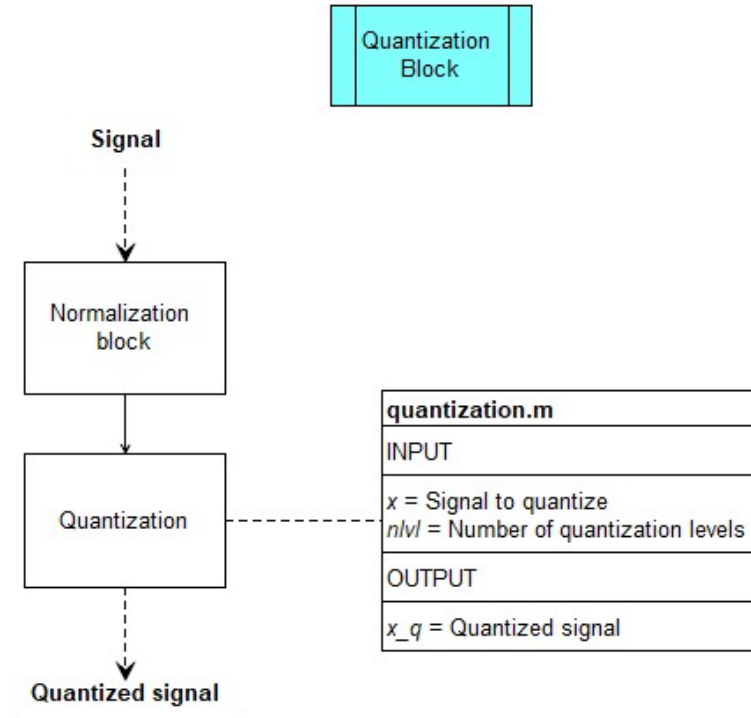 Quantization
Block
Signal
Normalization
block
Quantization
quantization.m
INPUT
x = Signal to quantize
nlvl = Number of quantization levels
OUTPUT
x_q = Quantized signal
Quantized signal